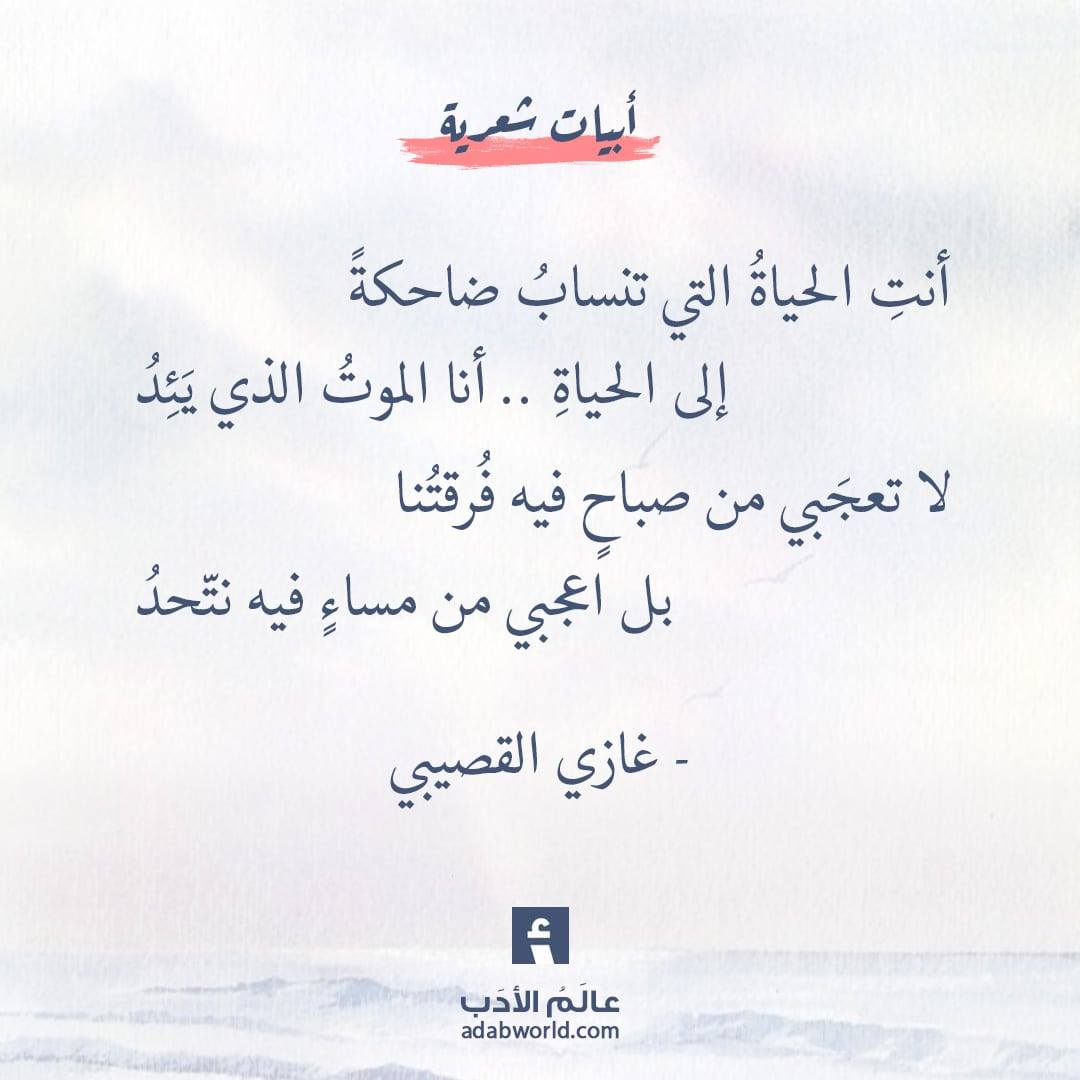 أبيات شعرية
أنتِ الحياةُ التي تنسابُ ضاحكةً
إلى الحياةِ .. أنا الموتُ الذي يَئِدُ
لا تعجَبي من صباحٍ فيه فُرقتُنا
بل اعجبي من مساءٍ فيه نتّحدُ
- غازي القصيبي
أ
عالَمُ الأدَب
adabworld.com